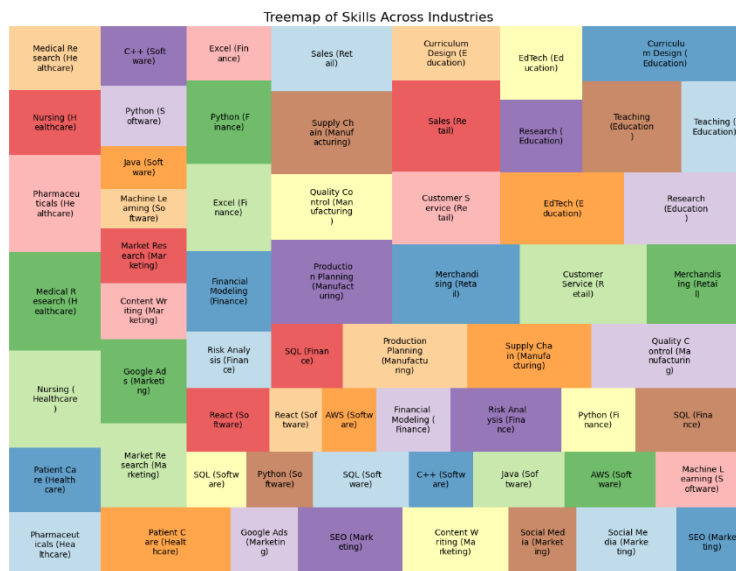 Treemap of Skills Across Industries
Medical Re
search (He
althcare)
C++ (Soft
ware)
Excel (Fin
ance)
Sales (Ret
ail)
Curriculum
Design (E
ducation)
EdTech (Ed
ucation)
Curriculu
m Design (
Education)
Nursing (H
ealthcare)
Python (S
oftware)
Python (F
inance)
Supply Ch
ain (Manuf
acturing)
Sales (Re
tail)
Research (
Education)
Teaching
(Education
)
Teaching (
Education)
Java (Soft
ware)
Pharmaceu
ticals (He
althcare)
Machine Le
arning (So
ftware)
Excel (Fi
nance)
Quality Co
ntrol (Man
ufacturing
)
Customer S
ervice (Re
tail)
EdTech (E
ducation)
Research
(Education
)
Market Res
earch (Mar
keting)
Medical R
esearch (H
ealthcare)
Content Wr
iting (Mar
keting)
Financial
Modeling
(Finance)
Productio
n Planning
(Manufact
uring)
Merchandi
sing (Reta
il)
Customer
Service (R
etail)
Merchandis
ing (Retai
l)
Google Ad
s (Marketi
ng)
Risk Analy
sis (Finan
ce)
SQL (Finan
ce)
Production
Planning
(Manufactu
ring)
Supply Cha
in (Manufa
cturing)
Quality C
ontrol (Ma
nufacturin
g)
Nursing (
Healthcare
)
React (So
ftware)
React (Sof
tware)
AWS (Softw
are)
Financial
Modeling (
Finance)
Risk Anal
ysis (Fina
nce)
Python (Fi
nance)
SQL (Fina
nce)
Patient Ca
re (Health
care)
Market Re
search (Ma
rketing)
SQL (Softw
are)
Python (So
ftware)
SQL (Soft
ware)
C++ (Softw
are)
Java (Sof
tware)
AWS (Soft
ware)
Machine L
earning (S
oftware)
Pharmaceut
icals (Hea
lthcare)
Patient C
are (Healt
hcare)
Google Ads
(Marketin
g)
SEO (Mark
eting)
Content W
riting (Ma
rketing)
Social Med
ia (Market
ing)
Social Me
dia (Marke
ting)
SEO (Marke
ting)